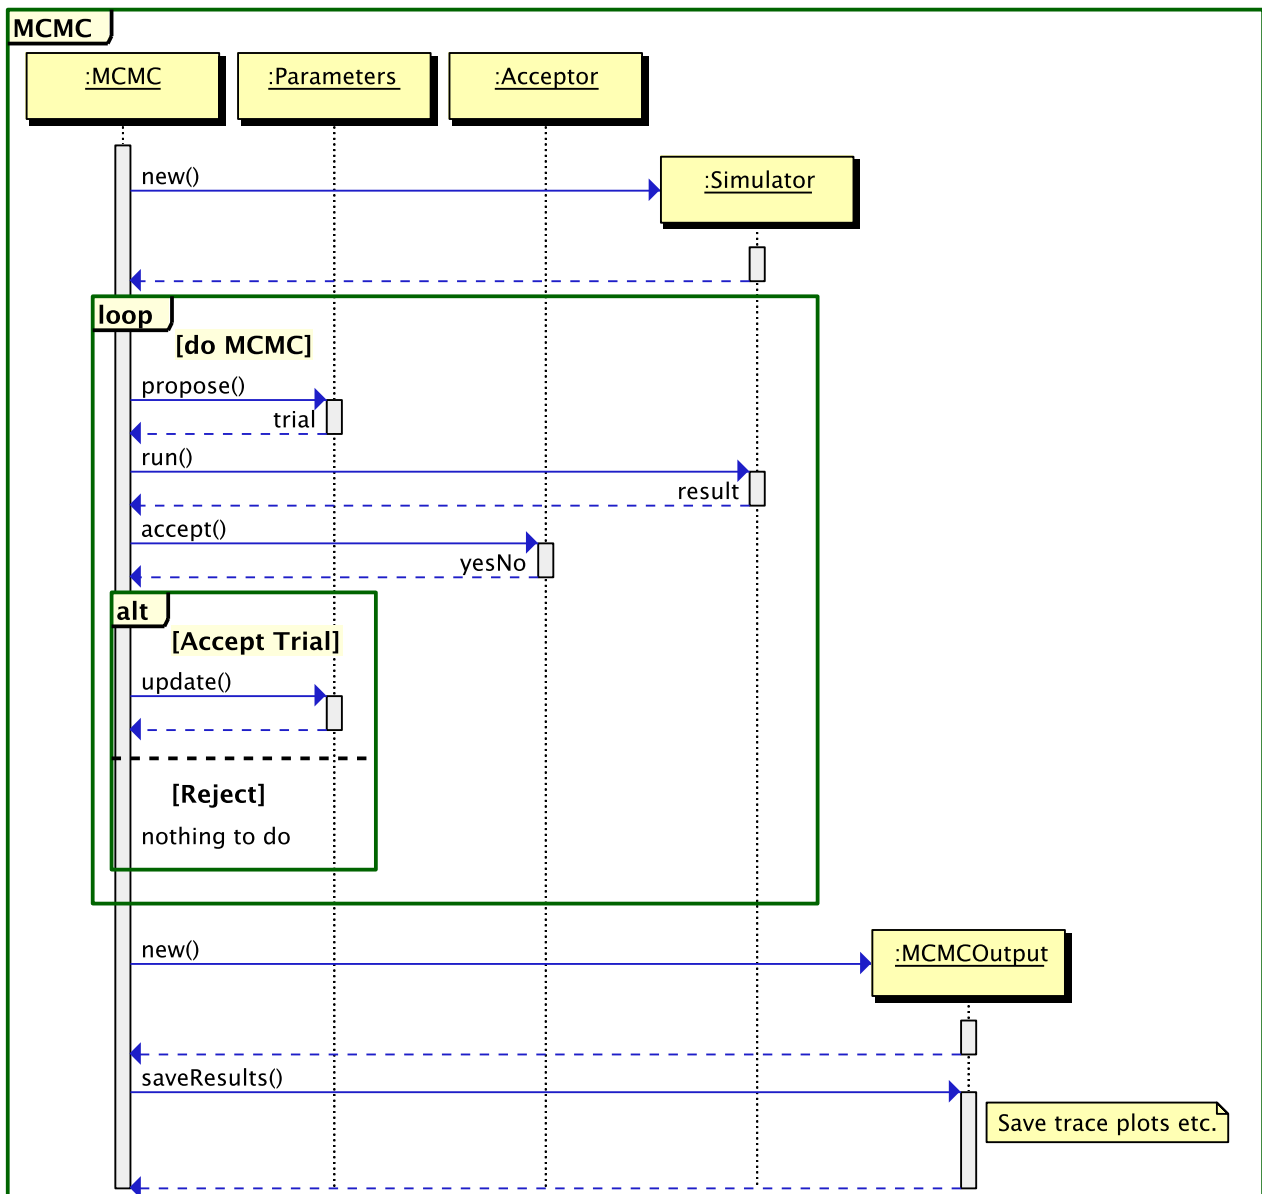 MCMC
:MCMC
:Parameters
:Acceptor
new()
:Simulator
loop
[do MCMC]
propose()
trial
run()
result
accept()
yesNo
alt
[Accept Trial]
update()
[Reject]
nothing to do
new()
:MCMCOutput
saveResults()
Save trace plots etc.